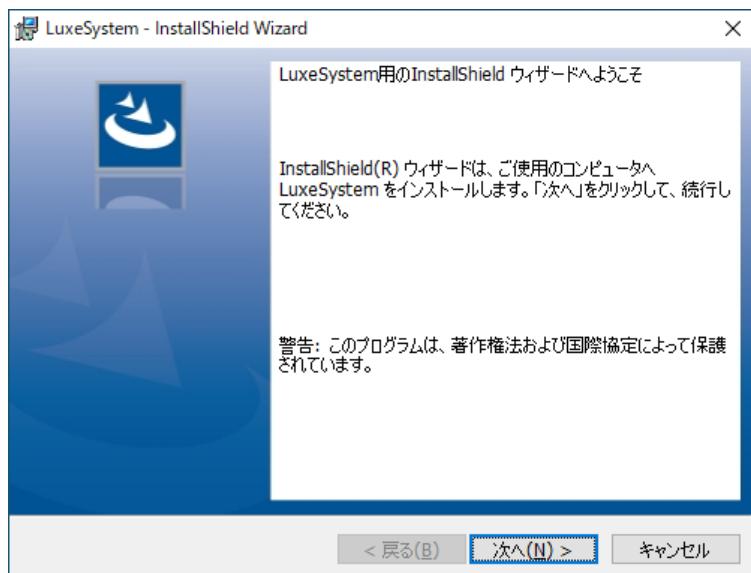 LuxeSystem - InstallShield Wizard
LuxeSystem用のInstallShield ウィザードへようこそ
InstallShield(R) ウィザードは、ご使用のコンピュータへ
LuxeSystem をインストールします。「次へ」をクリックして、続行し
てください。
警告: このプログラムは、著作権法および国際協定によって保護
されています。
< 戻る(B)
次へ(N) >
キャンセル